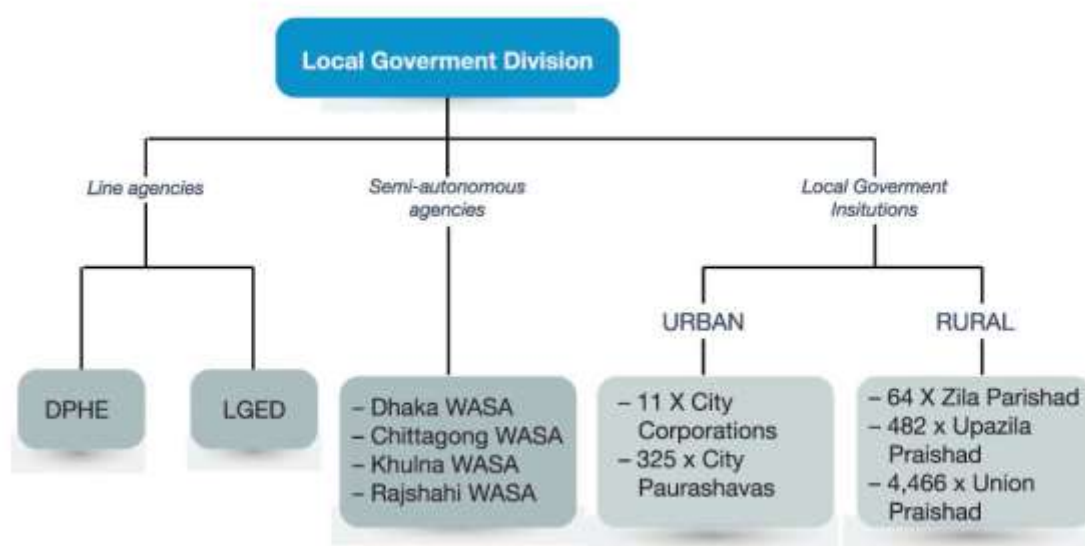 Local Goverment Division
Line agencies
Semi-autonomous
agencies
Local Goverment
Insitutions
URBAN
RURAL
DPHE
LGED
– Dhaka WASA
– Chittagong WASA
– Khulna WASA
– Rajshahi WASA
– 11 X City
Corporations
– 325 x City
Paurashavas
– 64 X Zila Parishad
– 482 x Upazila
Praishad
– 4,466 x Union
Praishad